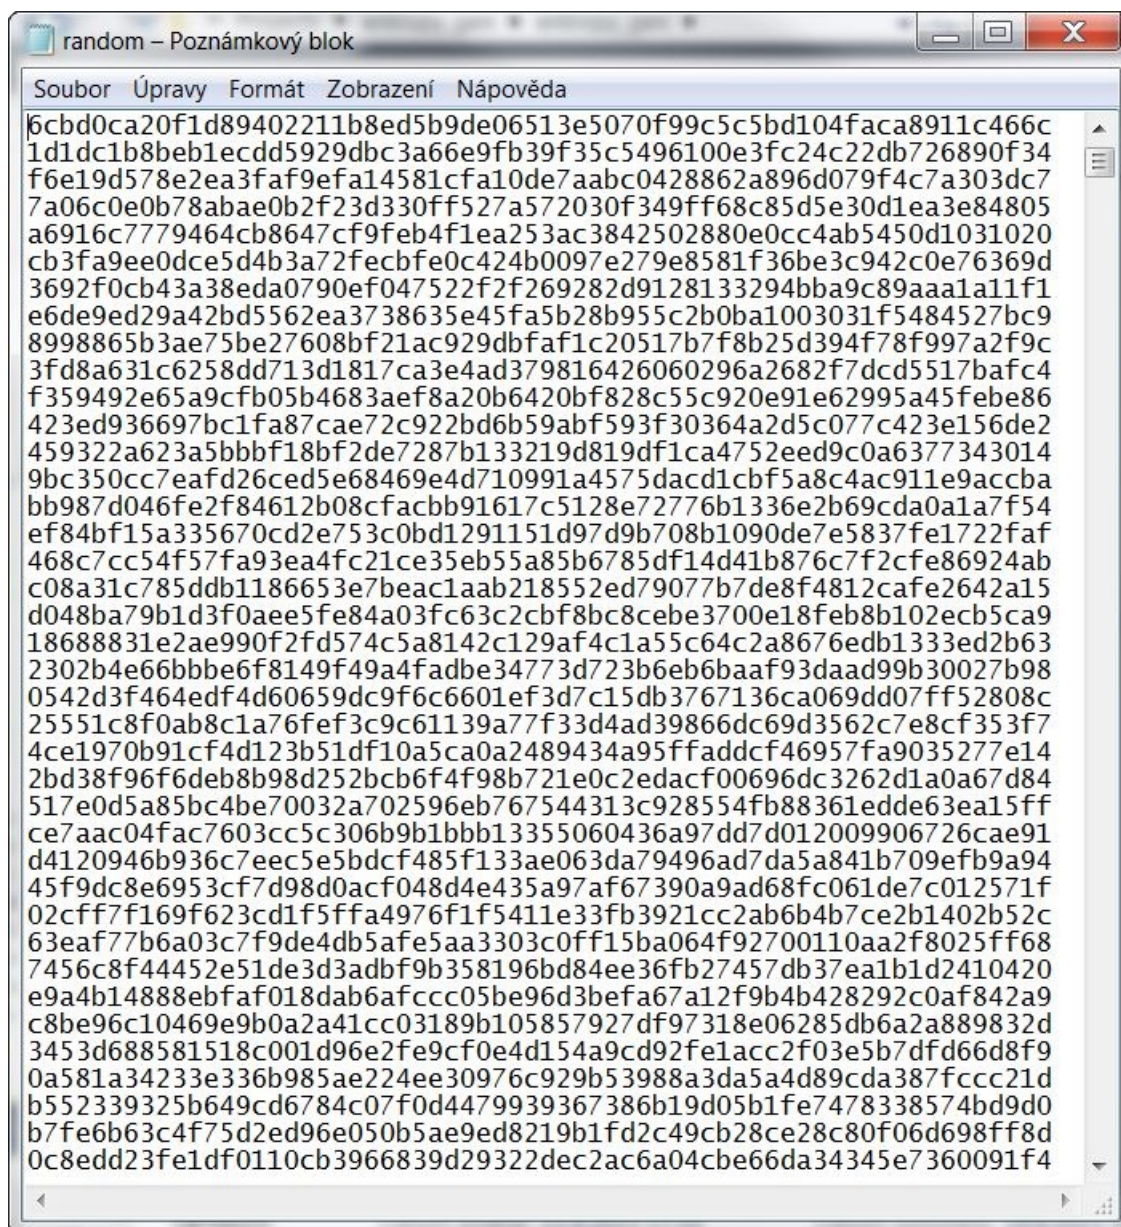 random – Poznámkový blok
Soubor Úpravy Formát Zobrazení Nápověda
6cbd0ca20f1d89402211b8ed5b9de06513e5070f99c5c5bd104faca8911c466c
1d1dc1b8beb1ecdd5929dbc3a66e9fb39f35c5496100e3fc24c22db726890f34
f6e19d578e2ea3faf9efa14581cfa10de7aabc0428862a896d079f4c7a303dc7
7a06c0e0b78abae0b2f23d330ff527a572030f349ff68c85d5e30d1ea3e84805
a6916c7779464cb8647cf9feb4f1ea253ac3842502880e0cc4ab5450d1031020
cb3fa9ee0dce5d4b3a72fecbfe0c424b0097e279e8581f36be3c942c0e76369d
3692f0cb43a38eda0790ef047522f2f269282d9128133294bba9c89aaa1a11f1
e6de9ed29a42bd5562ea3738635e45fa5b28b955c2b0ba1003031f5484527bc9
8998865b3ae75be27608bf21ac929dbfaf1c20517b7f8b25d394f78f997a2f9c
3fd8a631c6258dd713d1817ca3e4ad379816426060296a2682f7dcd5517bafc4
f359492e65a9cfb05b4683aef8a20b6420bf828c55c920e91e62995a45febe86
423ed936697bc1fa87cae72c922bd6b59abf593f30364a2d5c077c423e156de2
459322a623a5bbbf18bf2de7287b133219d819df1ca4752eed9c0a6377343014
9bc350cc7eafd26ced5e68469e4d710991a4575dacd1cbf5a8c4ac911e9accba
bb987d046fe2f84612b08cfacbb91617c5128e72776b1336e2b69cda0a1a7f54
ef84bf15a335670cd2e753c0bd1291151d97d9b708b1090de7e5837fe1722faf
468c7cc54f57fa93ea4fc21ce35eb55a85b6785df14d41b876c7f2cfe86924ab
c08a31c785ddb1186653e7beac1aab218552ed79077b7de8f4812cafe2642a15
d048ba79b1d3f0aee5fe84a03fc63c2cbf8bc8cebe3700e18feb8b102ecb5ca9
18688831e2ae990f2fd574c5a8142c129af4c1a55c64c2a8676edb1333ed2b63
2302b4e66bbbe6f8149f49a4fadbe34773d723b6eb6baaf93daad99b30027b98
0542d3f464edf4d60659dc9f6c6601ef3d7c15db3767136ca069dd07ff52808c
25551c8f0ab8c1a76fef3c9c61139a77f33d4ad39866dc69d3562c7e8cf353f7
4ce1970b91cf4d123b51df10a5ca0a2489434a95ffaddcf46957fa9035277e14
2bd38f96f6deb8b98d252bcb6f4f98b721e0c2edacf00696dc3262d1a0a67d84
517e0d5a85bc4be70032a702596eb767544313c928554fb88361edde63ea15ff
ce7aac04fac7603cc5c306b9b1bbb13355060436a97dd7d012009906726cae91
d4120946b936c7eec5e5bdcf485f133ae063da79496ad7da5a841b709efb9a94
45f9dc8e6953cf7d98d0acf048d4e435a97af67390a9ad68fc061de7c012571f
02cff7f169f623cd1f5ffa4976f1f5411e33fb3921cc2ab6b4b7ce2b1402b52c
63eaf77b6a03c7f9de4db5afe5aa3303c0ff15ba064f92700110aa2f8025ff68
7456c8f44452e51de3d3adbf9b358196bd84ee36fb27457db37ea1b1d2410420
e9a4b14888ebfaf018dab6afccc05be96d3befa67a12f9b4b428292c0af842a9
c8be96c10469e9b0a2a41cc03189b105857927df97318e06285db6a2a889832d
3453d688581518c001d96e2fe9cf0e4d154a9cd92fe1acc2f03e5b7dfd66d8f9
0a581a34233e336b985ae224ee30976c929b53988a3da5a4d89cda387fccc21d
b552339325b649cd6784c07f0d4479939367386b19d05b1fe7478338574bd9d0
b7fe6b63c4f75d2ed96e050b5ae9ed8219b1fd2c49cb28ce28c80f06d698ff8d
0c8edd23fe1df0110cb3966839d29322dec2ac6a04cbe66da34345e7360091f4